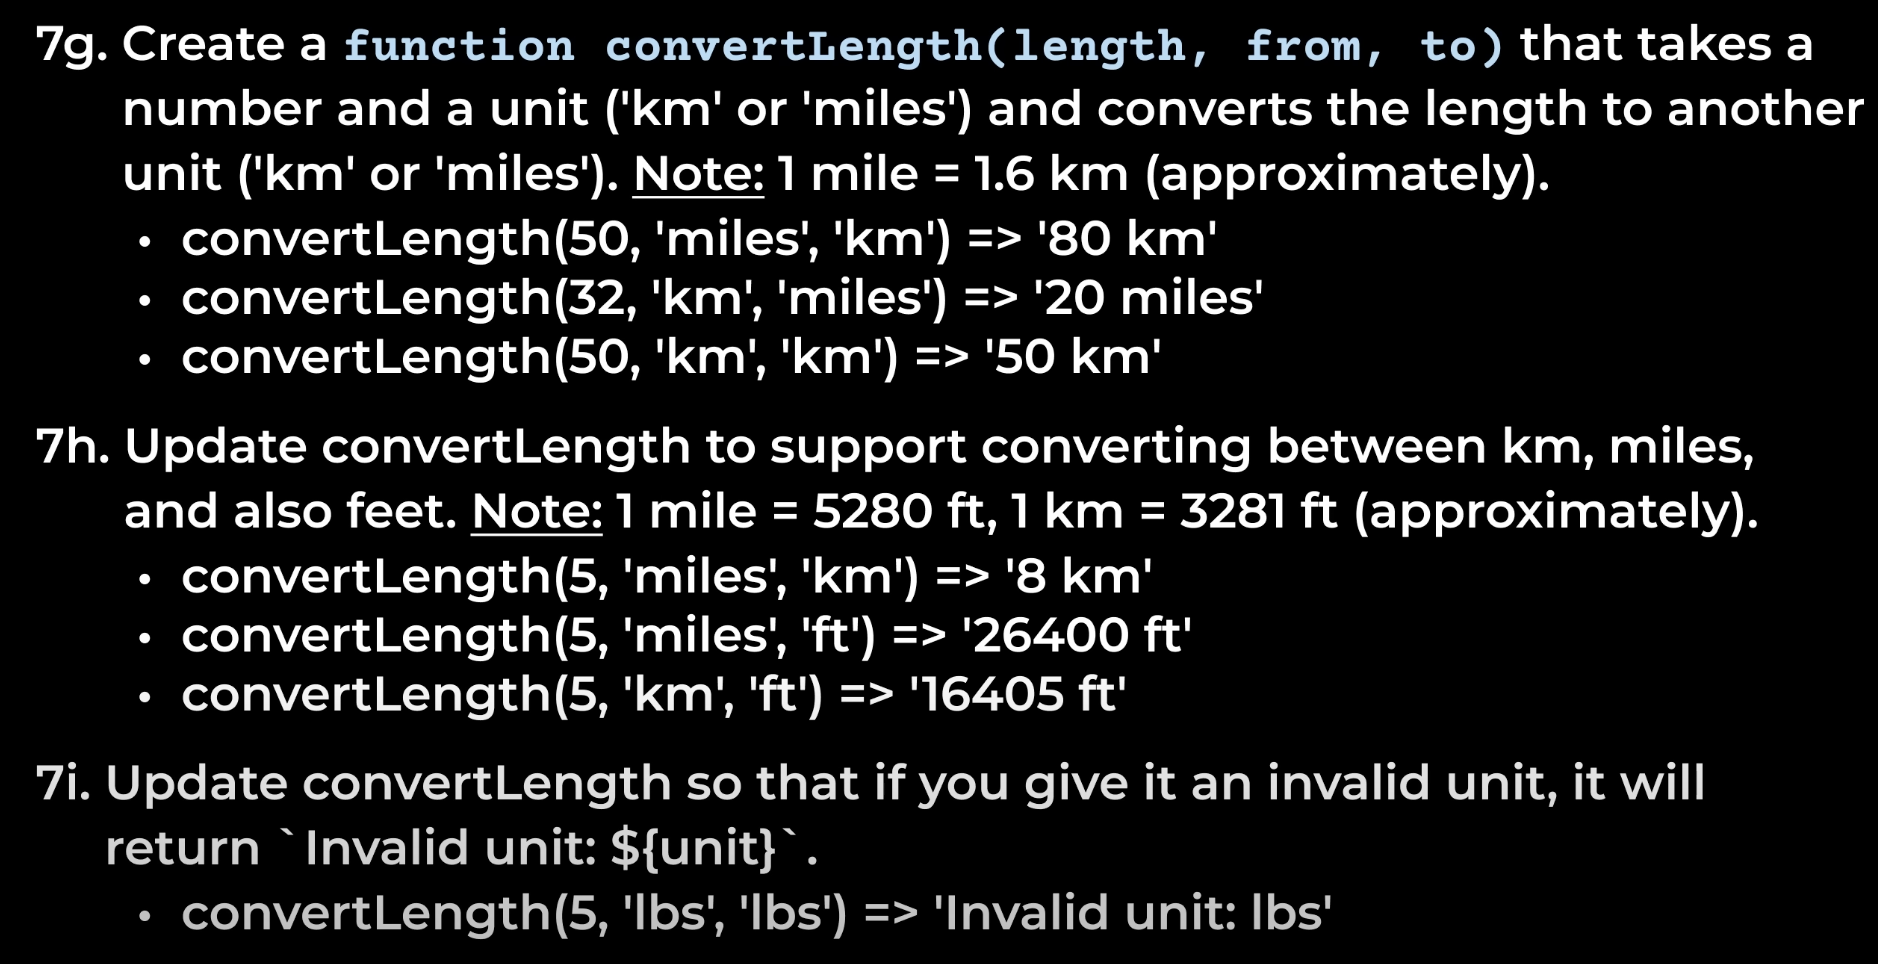 7g. Create a function convertLength(length, from, to) that takes a
number and a unit ('km' or 'miles') and converts the length to another
unit ('km' or 'miles'). Note: 1 mile = 1.6 km (approximately).
• convertLength(50, 'miles', 'km') => '80 km'
• convertLength(32, 'km', 'miles') => '20 miles'
• convertLength(50, 'km', 'km') => '50 km'
7h. Update convertLength to support converting between km, miles,
and also feet. Note: 1 mile = 5280 ft, 1 km = 3281 ft (approximately).
• convertLength(5, 'miles', 'km') => '8 km'
• convertLength(5, 'miles', 'ft') => '26400 ft'
• convertLength(5, 'km', 'ft') => '16405 ft'
7i. Update convertLength so that if you give it an invalid unit, it will
return `Invalid unit: ${unit}`.
• convertLength(5, 'lbs', 'lbs') => 'Invalid unit: lbs'